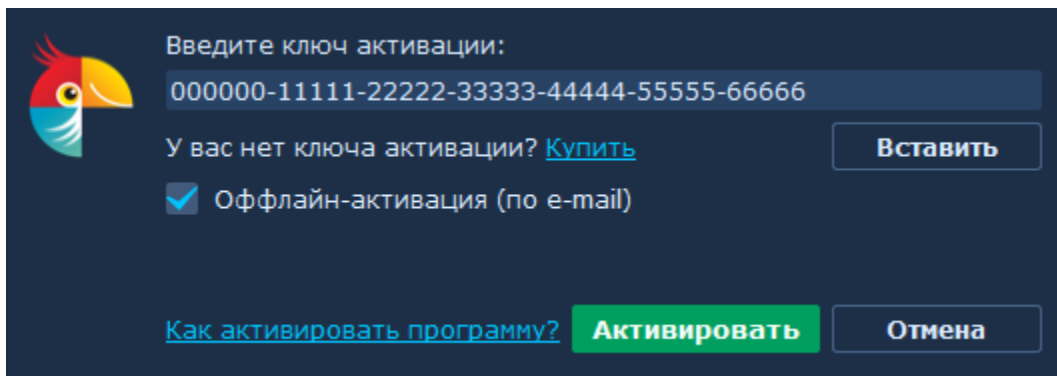 Введите ключ активации:
000000-11111-22222-33333-44444-55555-66666
У вас нет ключа активации? Купить
Вставить
Оффлайн-активация (по e-mail)
Как активировать программу?
Активировать
Отмена